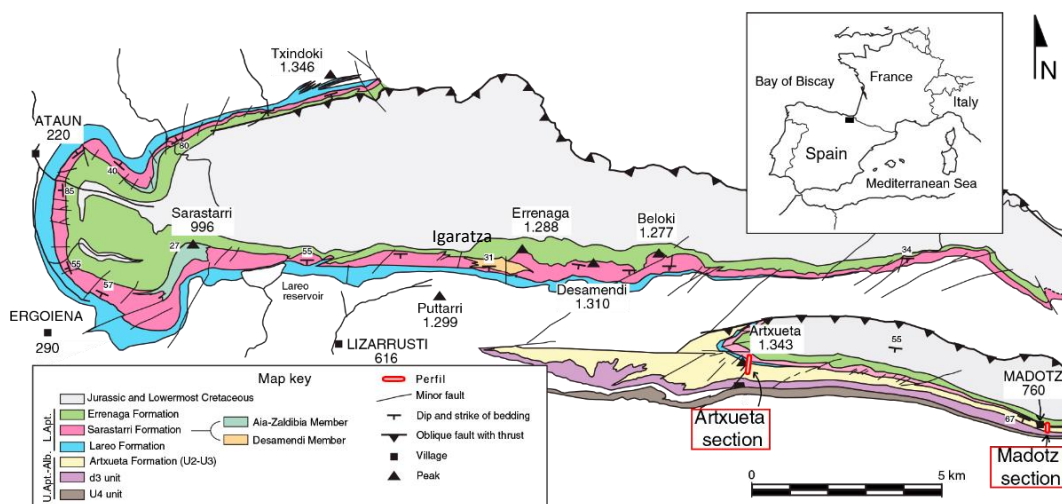 Txindoki
1.346
ATAUN
220
80
40
85
Sarastarri
996
27
55
57
55
Lareo
reservoir
ERGOIENA
290
LIZARRUSTI
616
Igaratza
31
Errenaga
1.288
Beloki
1.277
Desamendi
1.310
Puttarri
1.299
34
Artxueta
1.343
55
MADOTZ
760
67
Artxueta
section
Madotz
section
N
Bay of Biscay
France
Italy
Spain
Mediterranean Sea
Map key
Jurassic and Lowermost Cretaceous
L.Apt.
Errenaga Formation
Sarastarri Formation
Lareo Formation
Aia-Zaldibia Member
Desamendi Member
U.Apt.-Alb.
Artxueta Formation (U2-U3)
d3 unit
U4 unit
Perfil
Minor fault
Dip and strike of bedding
Oblique fault with thrust
Village
Peak
0 5 km